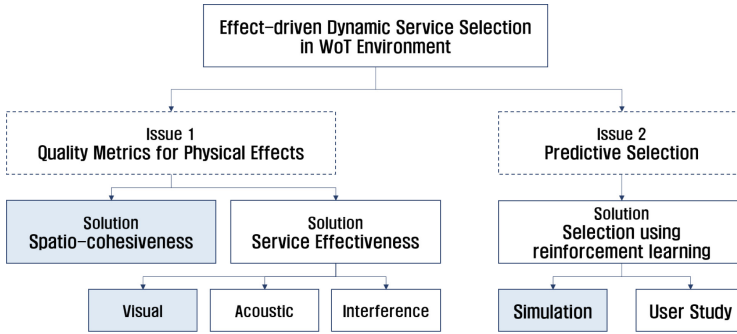 Effect-driven Dynamic Service Selection
in WoT Environment
Issue 1
Quality Metrics for Physical Effects
Issue 2
Predictive Selection
Solution
Spatio-cohesiveness
Solution
Service Effectiveness
Solution
Selection using
reinforcement learning
Visual
Acoustic
Interference
Simulation
User Study